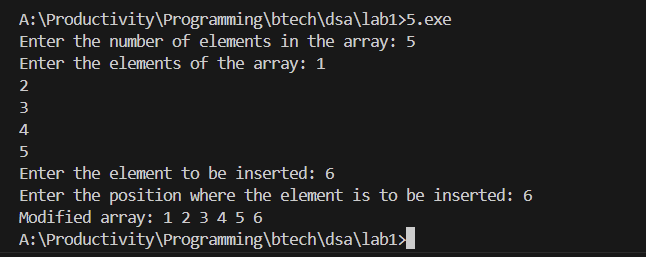 A:\Productivity\Programming\btech\dsa\lab1>5.exe
Enter the number of elements in the array: 5
Enter the elements of the array: 1
2
3
4
5
Enter the element to be inserted: 6
Enter the position where the element is to be inserted: 6
Modified array: 1 2 3 4 5 6
A:\Productivity\Programming\btech\dsa\lab1>